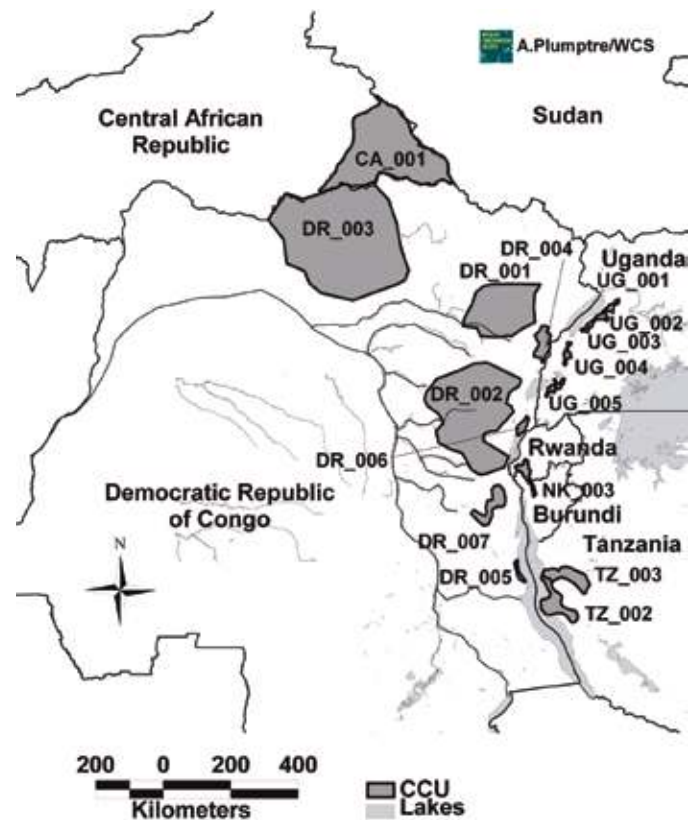 A.Plumptre/WCS
Central African
Republic
Sudan
CA_001
DR_003
DR_004
DR_001
Uganda
UG_001
UG_002
UG_003
UG_004
DR_002
UG_005
DR_006
Rwanda
NK_003
Democratic Republic
of Congo
Burundi
DR_007
Tanzania
N
DR_005
TZ_003
TZ_002
200 0 200 400
Kilometers
CCU
Lakes